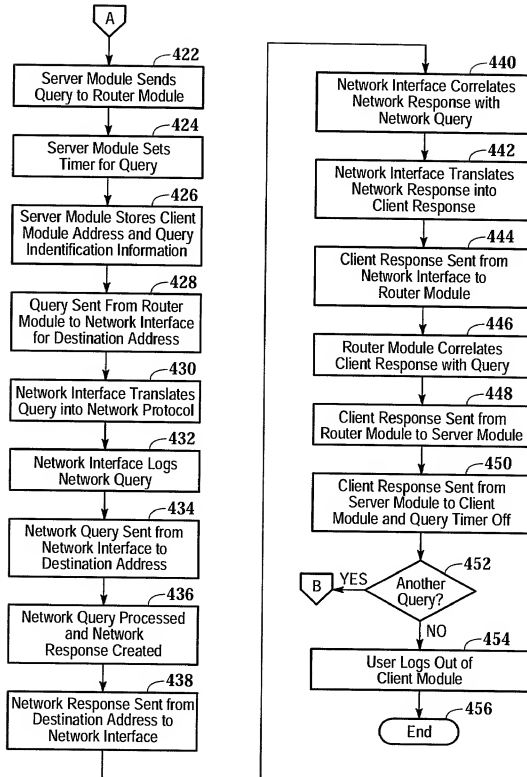 A
422
Server Module Sends
Query to Router Module
424
Server Module Sets
Timer for Query
426
Server Module Stores Client
Module Address and Query
Indentification Information
428
Query Sent From Router
Module to Network Interface
for Destination Address
430
Network Interface Translates
Query into Network Protocol
432
Network Interface Logs
Network Query
434
Network Query Sent from
Network Interface to
Destination Address
436
Network Query Processed
and Network
Response Created
438
Network Response Sent from
Destination Address to
Network Interface
440
Network Interface Correlates
Network Response with
Network Query
442
Network Interface Translates
Network Response into
Client Response
444
Client Response Sent from
Network Interface to
Router Module
446
Router Module Correlates
Client Response with Query
448
Client Response Sent from
Router Module to Server Module
450
Client Response Sent from
Server Module to Client
Module and Query Timer Off
452
B
YES
Another
Query?
NO
454
User Logs Out of
Client Module
456
End